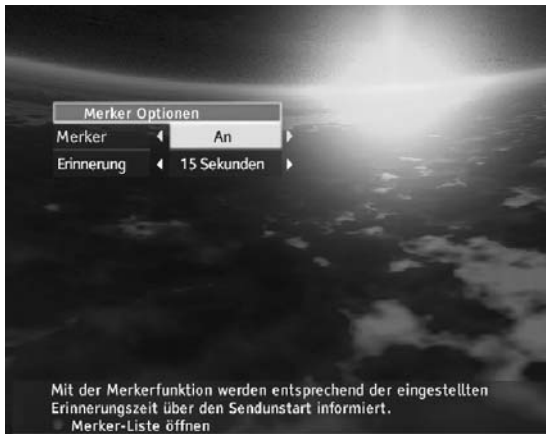 Merker Optionen
Merker An
Erinnerung 15 Sekunden
Mit der Merkerfunktion werden entsprechend der eingestellten
Erinnerungszeit über den Sendunstart informiert.
Merker-Liste öffnen